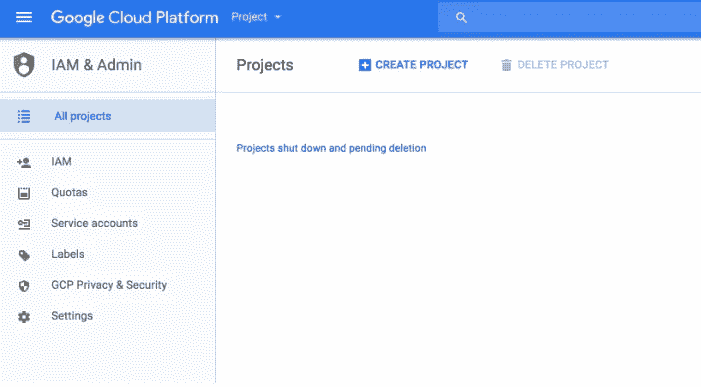 Google Cloud Platform Project
IAM & Admin
Projects
CREATE PROJECT
DELETE PROJECT
All projects
Projects shut down and pending deletion
IAM
Quotas
Service accounts
Labels
GCP Privacy & Security
Settings